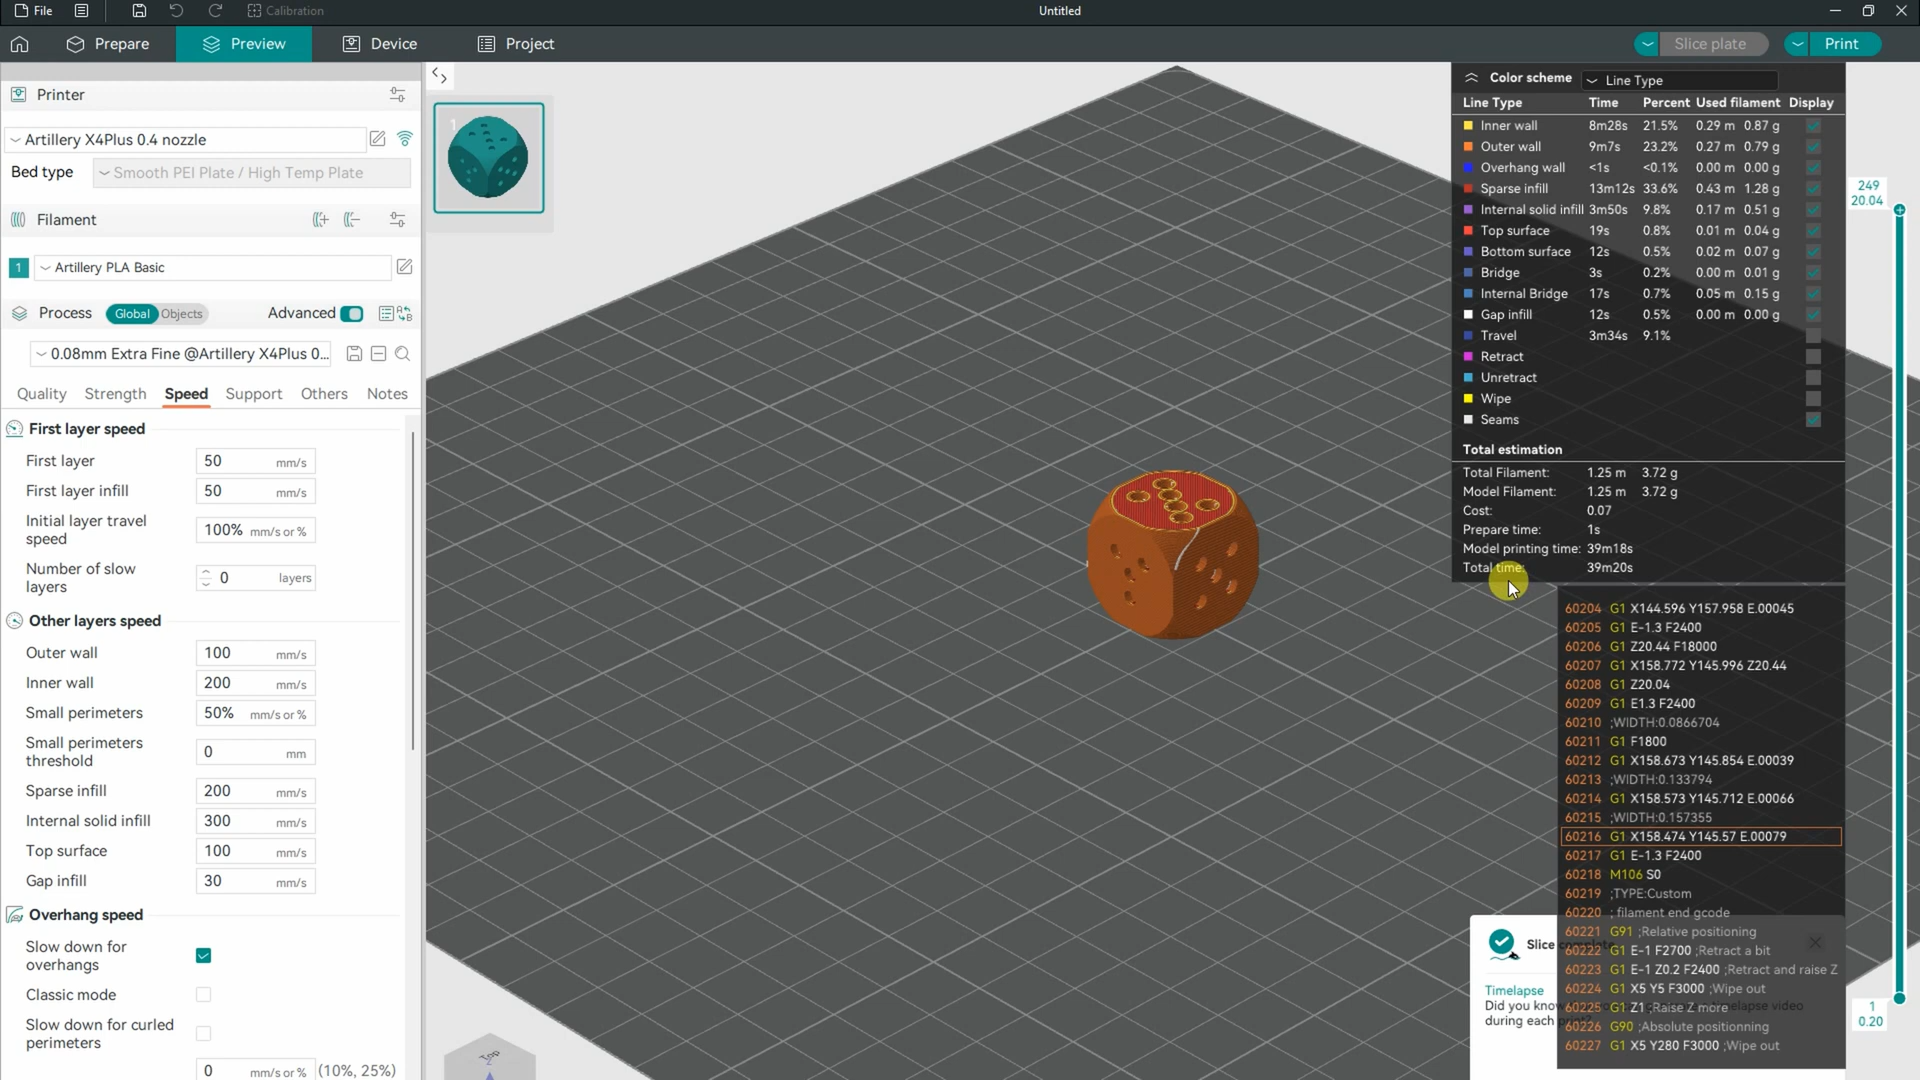 File
Calibration
Untitled
Prepare
Preview
Device
Project
Slice plate
Print
Printer
Artillery X4Plus 0.4 nozzle
Bed type
Smooth PEI Plate / High Temp Plate
Filament
1
Artillery PLA Basic
Process
Global
Objects
Advanced
0.08mm Extra Fine @Artillery X4Plus 0...
Quality
Strength
Speed
Support
Others
Notes
First layer speed
First layer 50 mm/s
First layer infill 50 mm/s
Initial layer travel
speed 100% mm/s or %
Number of slow
layers 0 layers
Other layers speed
Outer wall 100 mm/s
Inner wall 200 mm/s
Small perimeters 50% mm/s or %
Small perimeters
threshold 0 mm
Sparse infill 200 mm/s
Internal solid infill 300 mm/s
Top surface 100 mm/s
Gap infill 30 mm/s
Overhang speed
Slow down for
overhangs
Classic mode
Slow down for curled
perimeters
0 mm/s or % (10%, 25%)
1
Top
Color scheme Line Type
Line Type Time Percent Used filament Display
Inner wall 8m28s 21.5% 0.29 m 0.87 g
Outer wall 9m7s 23.2% 0.27 m 0.79 g
Overhang wall <1s <0.1% 0.00 m 0.00 g
Sparse infill 13m12s 33.6% 0.43 m 1.28 g
Internal solid infill 3m50s 9.8% 0.17 m 0.51 g
Top surface 19s 0.8% 0.01 m 0.04 g
Bottom surface 12s 0.5% 0.02 m 0.07 g
Bridge 3s 0.2% 0.00 m 0.01 g
Internal Bridge 17s 0.7% 0.05 m 0.15 g
Gap infill 12s 0.5% 0.00 m 0.00 g
Travel 3m34s 9.1%
Retract
Unretract
Wipe
Seams
Total estimation
Total Filament: 1.25 m 3.72 g
Model Filament: 1.25 m 3.72 g
Cost: 0.07
Prepare time: 1s
Model printing time: 39m18s
Total time: 39m20s
249
20.04
60204 G1 X144.596 Y157.958 E.00045
60205 G1 E-1.3 F2400
60206 G1 Z20.44 F18000
60207 G1 X158.772 Y145.996 Z20.44
60208 G1 Z20.04
60209 G1 E1.3 F2400
60210 ;WIDTH:0.0866704
60211 G1 F1800
60212 G1 X158.673 Y145.854 E.00039
60213 ;WIDTH:0.133794
60214 G1 X158.573 Y145.712 E.00066
60215 ;WIDTH:0.157355
60216 G1 X158.474 Y145.57 E.00079
60217 G1 E-1.3 F2400
60218 M106 S0
60219 ;TYPE:Custom
60220 ; filament end gcode
60221 G91 ;Relative positioning
60222 G1 E-1 F2700 ;Retract a bit
60223 G1 E-1 Z0.2 F2400 ;Retract and raise Z
60224 G1 X5 Y5 F3000 ;Wipe out
60225 G1 Z1 ;Raise Z more
60226 G90 ;Absolute positionning
60227 G1 X5 Y280 F3000 ;Wipe out
Slice
Timelapse
Did you know
timelapse video
during each
1
0.20